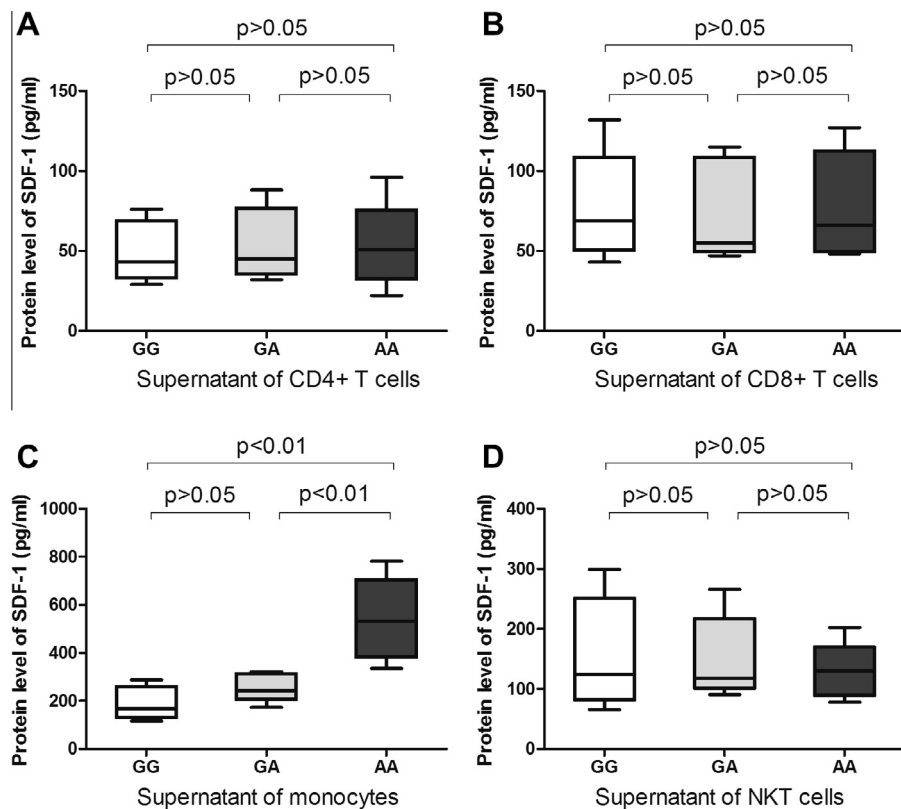 A
p>0.05
p>0.05 p>0.05
Protein level of SDF-1 (pg/ml)
150
100
50
0
GG GA AA
Supernatant of CD4+ T cells
B
p>0.05
p>0.05 p>0.05
Protein level of SDF-1 (pg/ml)
150
100
50
0
GG GA AA
Supernatant of CD8+ T cells
C
p<0.01
p>0.05 p<0.01
Protein level of SDF-1 (pg/ml)
1000
800
600
400
200
0
GG GA AA
Supernatant of monocytes
D
p>0.05
p>0.05 p>0.05
Protein level of SDF-1 (pg/ml)
400
300
200
150
100
50
0
GG GA AA
Supernatant of NKT cells